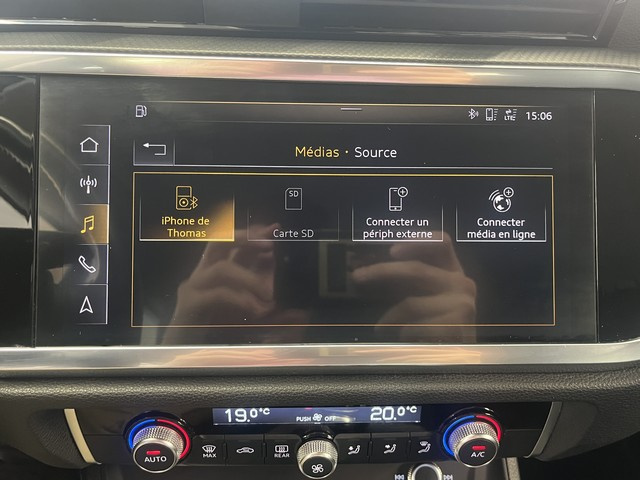 LTE 15:06
Médias · Source
SD
iPhone de
Thomas
Carte SD
Connecter un
périph externe
Connecter
média en ligne
19.0°C PUSH OFF 20.0°C
AUTO MAX REAR A/C